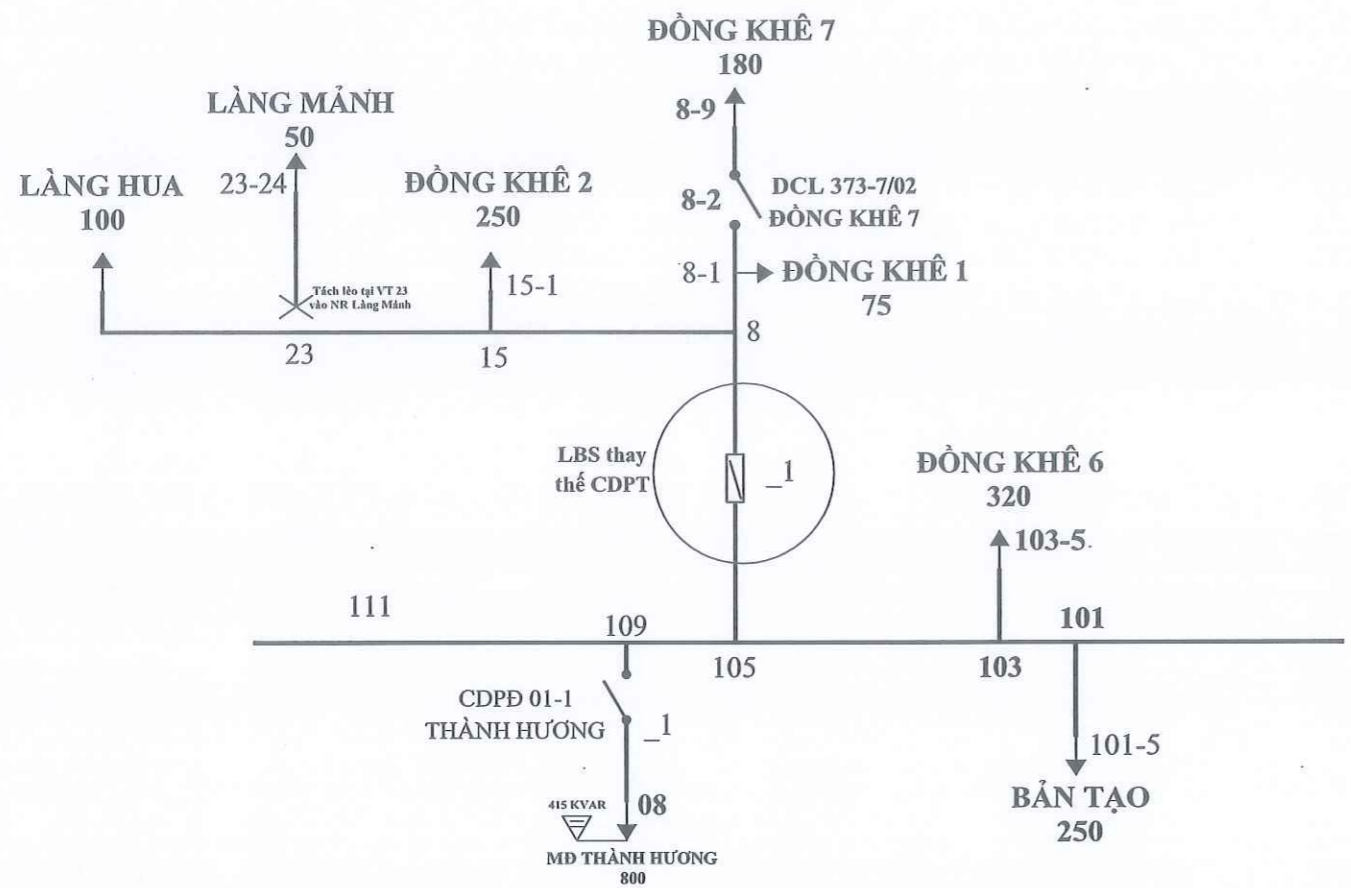 ĐỒNG KHÊ 7
180
8-9
LÀNG MẢNH
50
LÀNG HUA
100
23-24
ĐỒNG KHÊ 2
250
8-2
DCL 373-7/02
ĐỒNG KHÊ 7
Tách lèo tại VT 23
vào NR Làng Mảnh
15-1
8-1
ĐỒNG KHÊ 1
75
23
15
8
LBS thay
thế CDPT
_1
ĐỒNG KHÊ 6
320
103-5
111
109
101
105
103
CDPĐ 01-1
THÀNH HƯƠNG
_1
101-5
415 KVAR
08
BẢN TẠO
250
MĐ THÀNH HƯƠNG
800